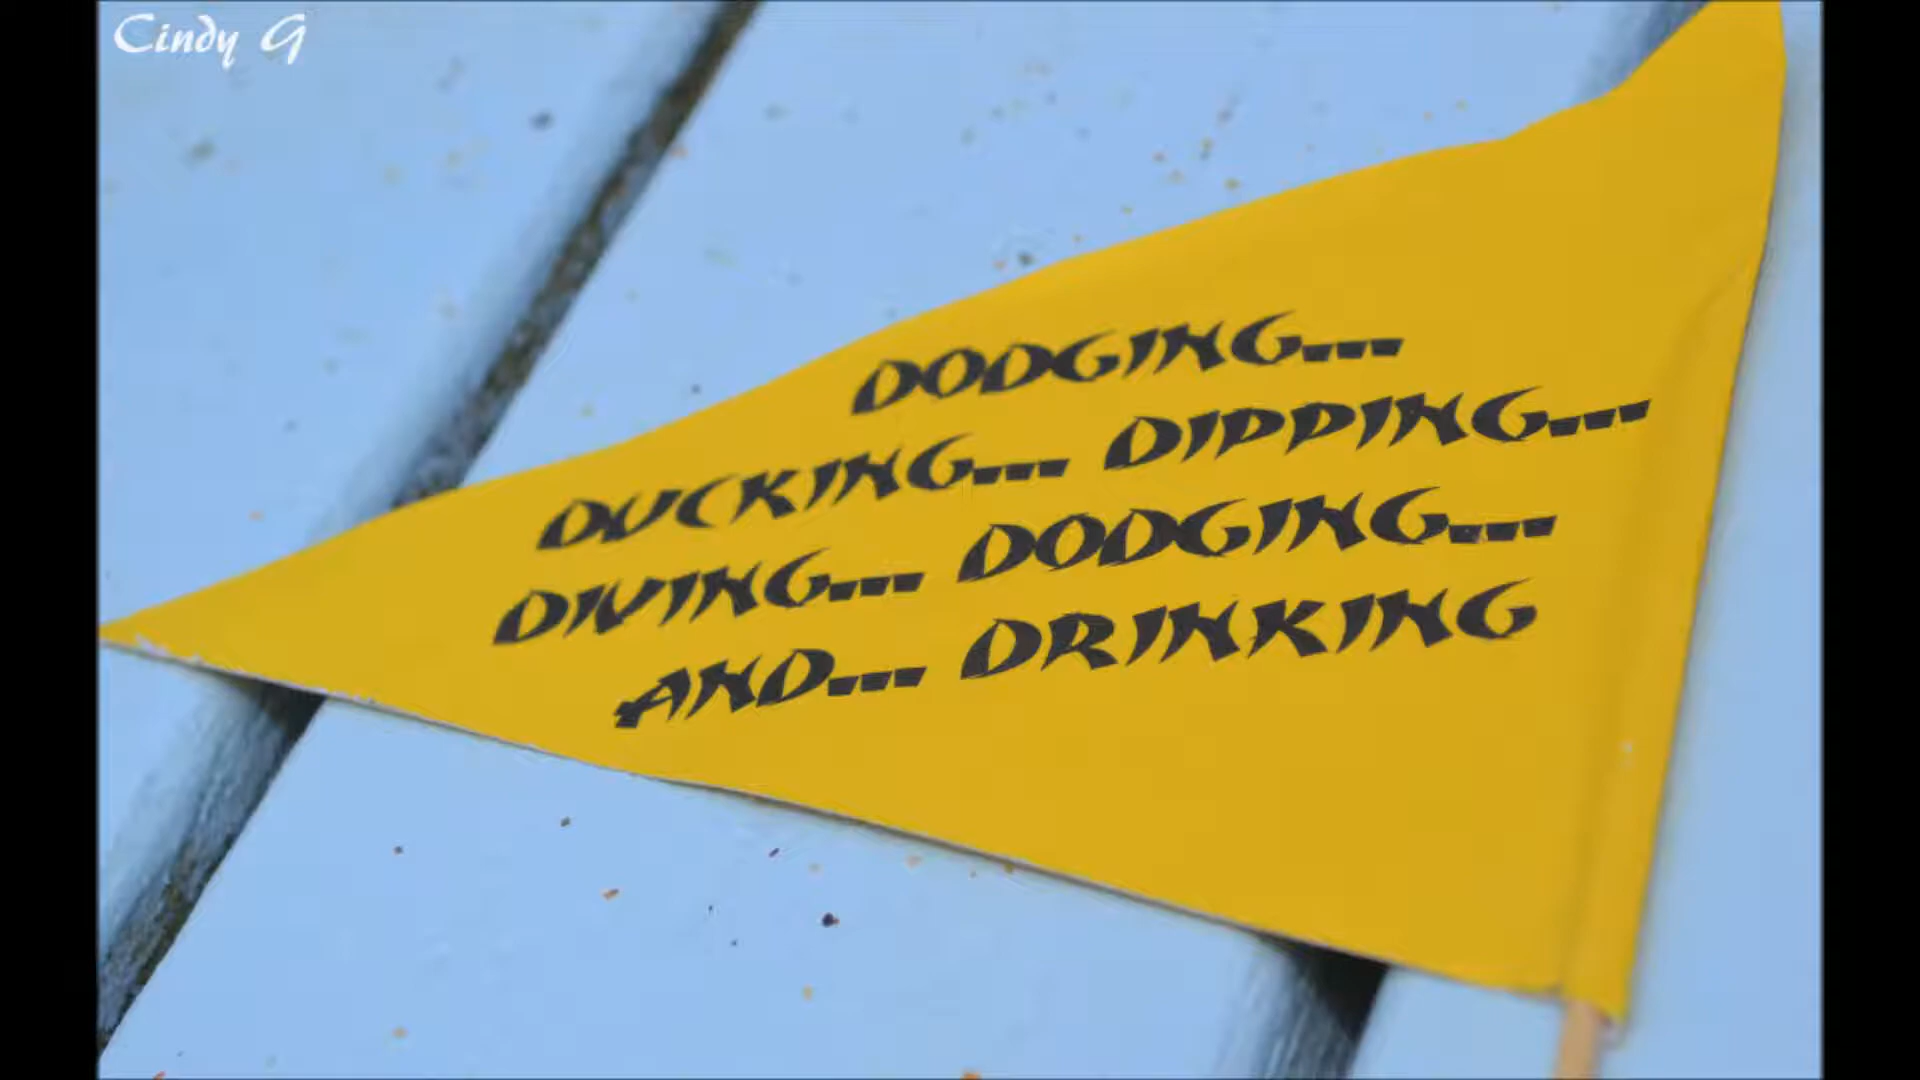 Cindy G
DODGING...
DUCKING... DIPPING...
DIVING... DODGING...
AND... DRINKING